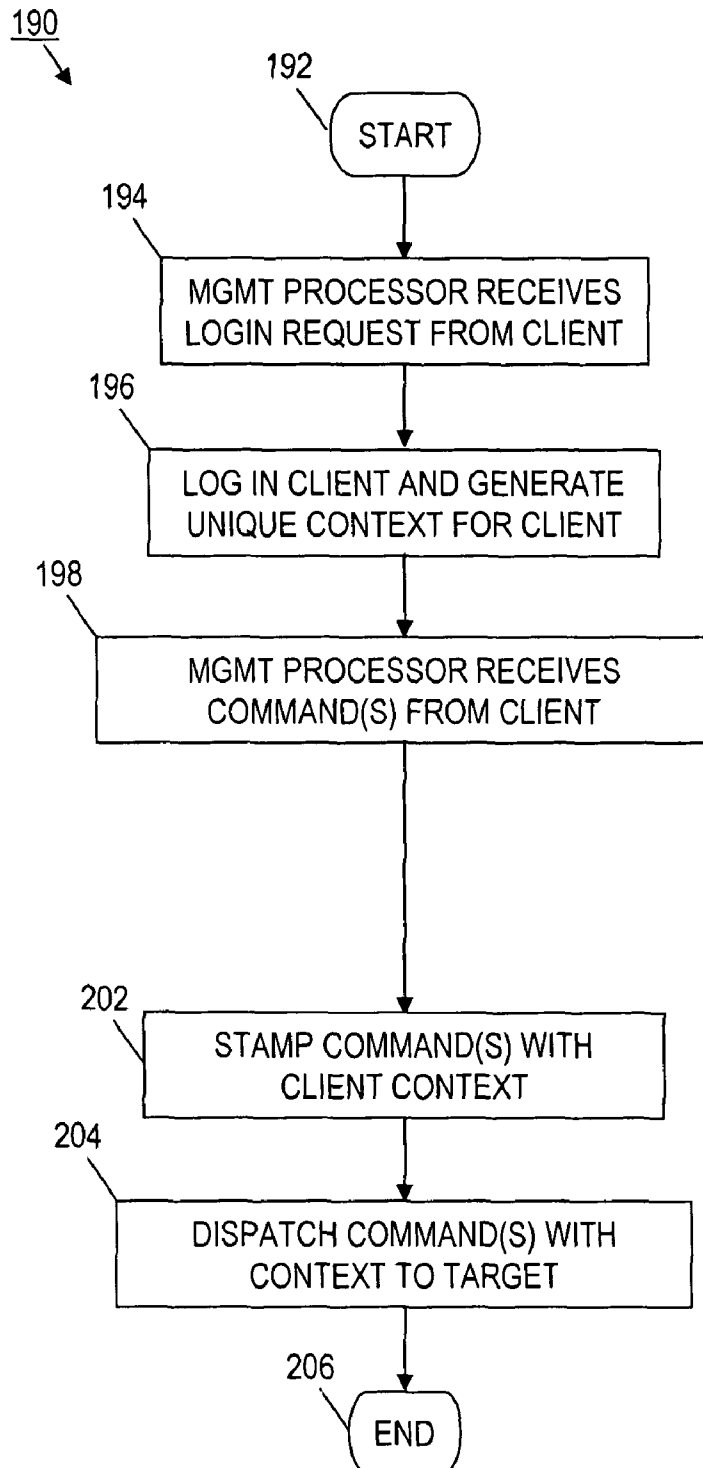 190
192
START
194
MGMT PROCESSOR RECEIVES
LOGIN REQUEST FROM CLIENT
196
LOG IN CLIENT AND GENERATE
UNIQUE CONTEXT FOR CLIENT
198
MGMT PROCESSOR RECEIVES
COMMAND(S) FROM CLIENT
202
STAMP COMMAND(S) WITH
CLIENT CONTEXT
204
DISPATCH COMMAND(S) WITH
CONTEXT TO TARGET
206
END